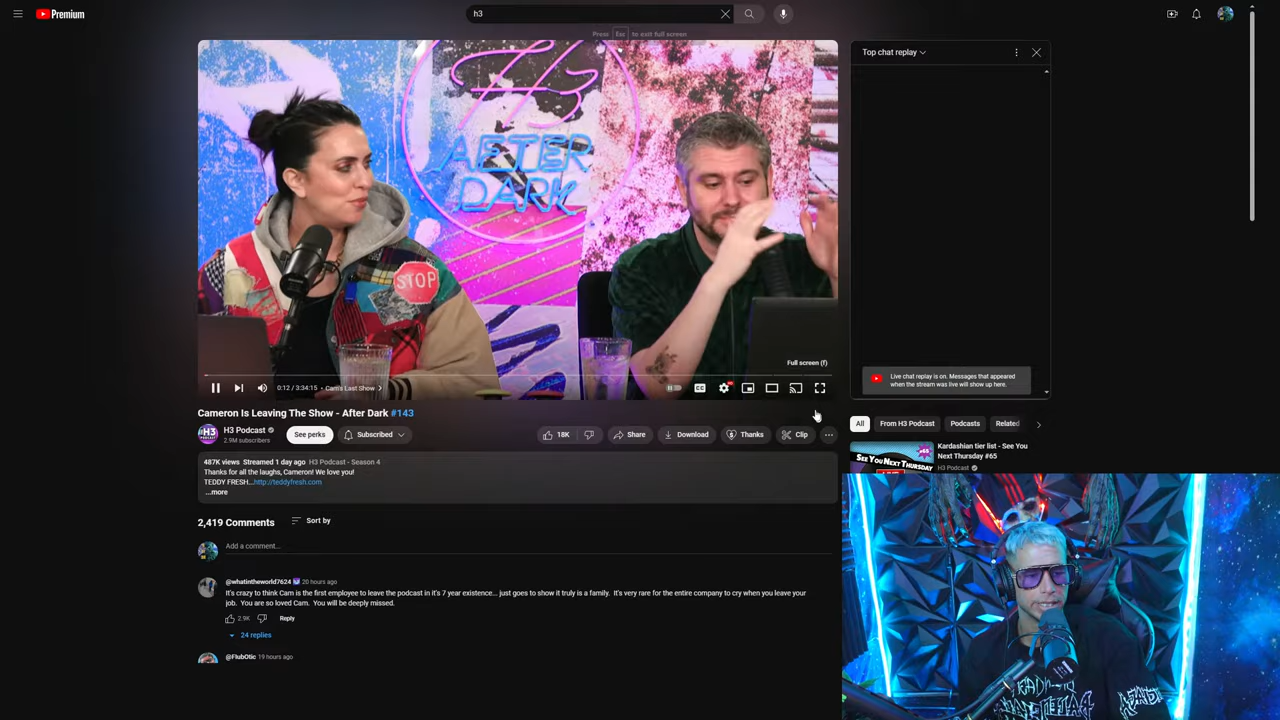 Premium
h3
Press Esc to exit full screen
H3
AFTER
DARK
STOP
Full screen (f)
0:12 / 3:34:15 • Cam's Last Show
CC
Top chat replay
Live chat replay is on. Messages that appeared
when the stream was live will show up here.
Cameron Is Leaving The Show - After Dark #143
H3 Podcast
2.9M subscribers
See perks
Subscribed
18K
Share
Download
Thanks
Clip
All
From H3 Podcast
Podcasts
Related
487K views Streamed 1 day ago H3 Podcast - Season 4
Thanks for all the laughs, Cameron! We love you!
TEDDY FRESH...http://teddyfresh.com
...more
SEE YOU
NEXT
THURSDAY
#65
LIVE
Kardashian tier list - See You
Next Thursday #65
H3 Podcast
2,419 Comments
Sort by
Add a comment...
@whatintheworld7624 20 hours ago
It's crazy to think Cam is the first employee to leave the podcast in it's 7 year existence... just goes to show it truly is a family. It's very rare for the entire company to cry when you leave your
job. You are so loved Cam. You will be deeply missed.
2.9K
Reply
24 replies
@FlubOtic 19 hours ago